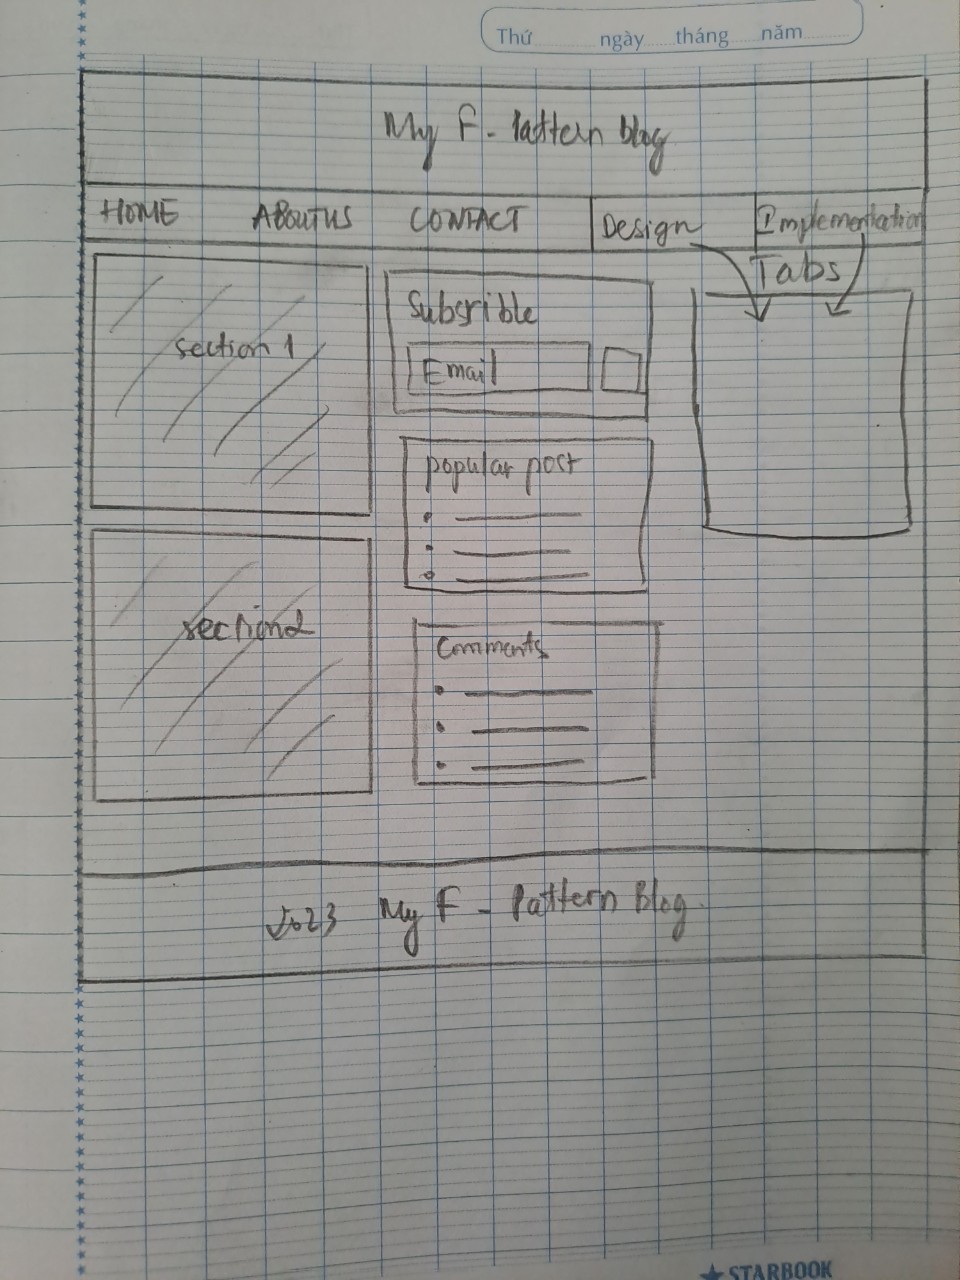 Thứ ngày tháng năm
My F - Pattern blog
HOME ABOUTUS CONTACT Design Implementation
Tabs
section 1
Subsrible
Email
popular post
section2
Comments
2023 My F - Pattern Blog
STARBOOK